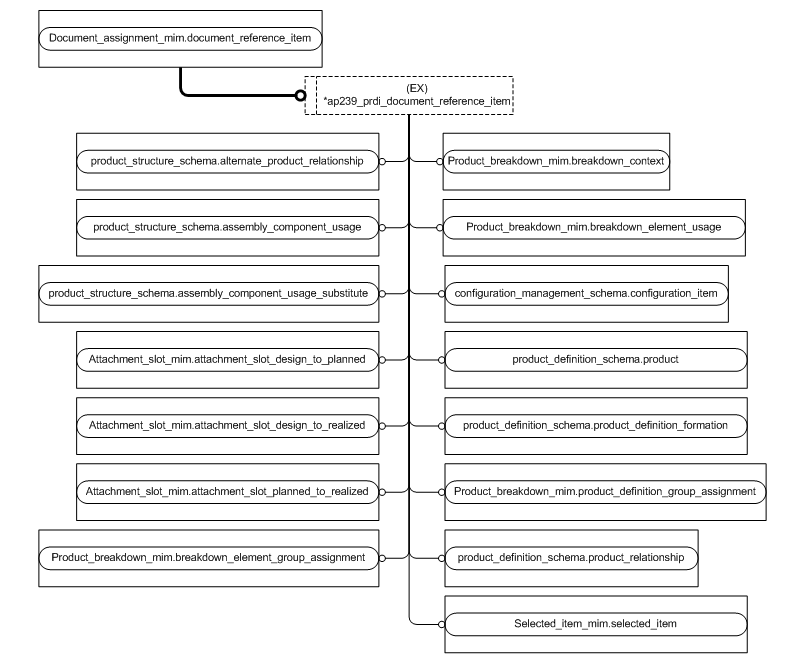 Document_assignment_mim.document_reference_item
(EX)
*ap239_prdi_document_reference_item
product_structure_schema.alternate_product_relationship
Product_breakdown_mim.breakdown_context
product_structure_schema.assembly_component_usage
Product_breakdown_mim.breakdown_element_usage
product_structure_schema.assembly_component_usage_substitute
configuration_management_schema.configuration_item
Attachment_slot_mim.attachment_slot_design_to_planned
product_definition_schema.product
Attachment_slot_mim.attachment_slot_design_to_realized
product_definition_schema.product_definition_formation
Attachment_slot_mim.attachment_slot_planned_to_realized
Product_breakdown_mim.product_definition_group_assignment
Product_breakdown_mim.breakdown_element_group_assignment
product_definition_schema.product_relationship
Selected_item_mim.selected_item